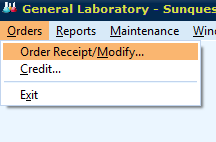 General Laboratory - Sunques
Orders Reports Maintenance Win
Order Receipt/Modify...
Credit...
Exit